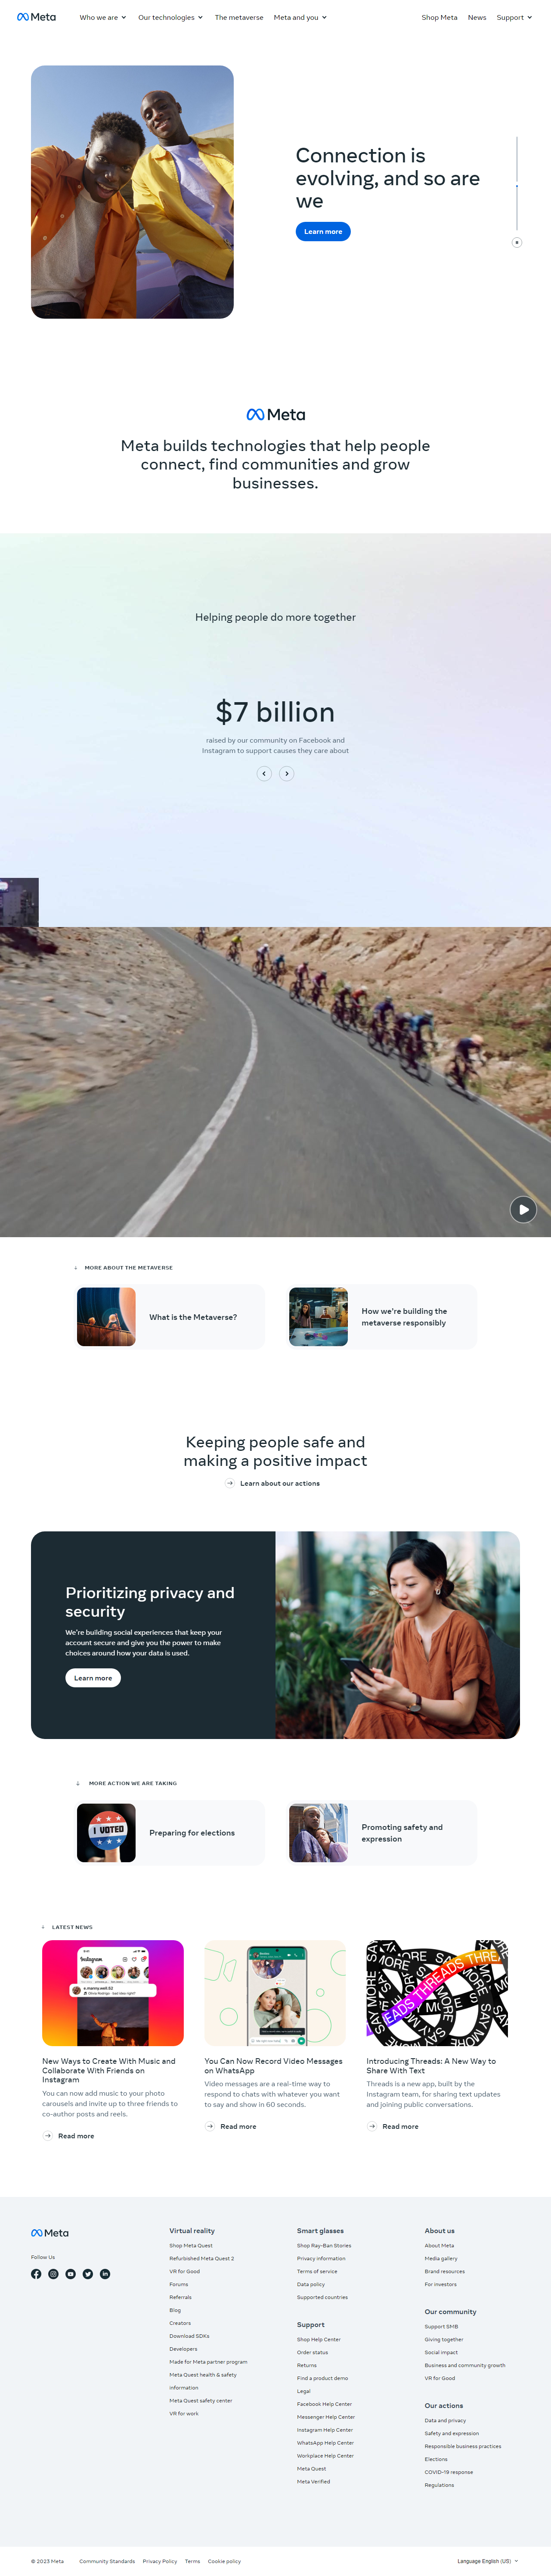 Meta
Who we are
Our technologies
The metaverse
Meta and you
Shop Meta
News
Support
Connection is
evolving, and so are
we
Learn more
Meta
Meta builds technologies that help people
connect, find communities and grow
businesses.
Helping people do more together
$7 billion
raised by our community on Facebook and
Instagram to support causes they care about
MORE ABOUT THE METAVERSE
What is the Metaverse?
How we're building the
metaverse responsibly
Keeping people safe and
making a positive impact
Learn about our actions
Prioritizing privacy and
security
We're building social experiences that keep your
account secure and give you the power to make
choices around how your data is used.
Learn more
MORE ACTION WE ARE TAKING
I VOTED
Preparing for elections
Promoting safety and
expression
LATEST NEWS
Instagram
New Ways to Create With Music and
Collaborate With Friends on
Instagram
You can now add music to your photo
carousels and invite up to three friends to
co-author posts and reels.
Read more
You Can Now Record Video Messages
on WhatsApp
Video messages are a real-time way to
respond to chats with whatever you want
to say and show in 60 seconds.
Read more
THREADS
Introducing Threads: A New Way to
Share With Text
Threads is a new app, built by the
Instagram team, for sharing text updates
and joining public conversations.
Read more
Meta
Follow Us
Virtual reality
Shop Meta Quest
Refurbished Meta Quest 2
VR for Good
Forums
Referrals
Blog
Creators
Download SDKs
Developers
Made for Meta partner program
Meta Quest health & safety
information
Meta Quest safety center
VR for work
Smart glasses
Shop Ray-Ban Stories
Privacy information
Terms of service
Data policy
Supported countries
Support
Shop Help Center
Order status
Returns
Find a product demo
Legal
Facebook Help Center
Messenger Help Center
Instagram Help Center
WhatsApp Help Center
Workplace Help Center
Meta Quest
Meta Verified
About us
About Meta
Media gallery
Brand resources
For investors
Our community
Support SMB
Giving together
Social impact
Business and community growth
VR for Good
Our actions
Data and privacy
Safety and expression
Responsible business practices
Elections
COVID-19 response
Regulations
© 2023 Meta
Community Standards
Privacy Policy
Terms
Cookie policy
Language English (US)